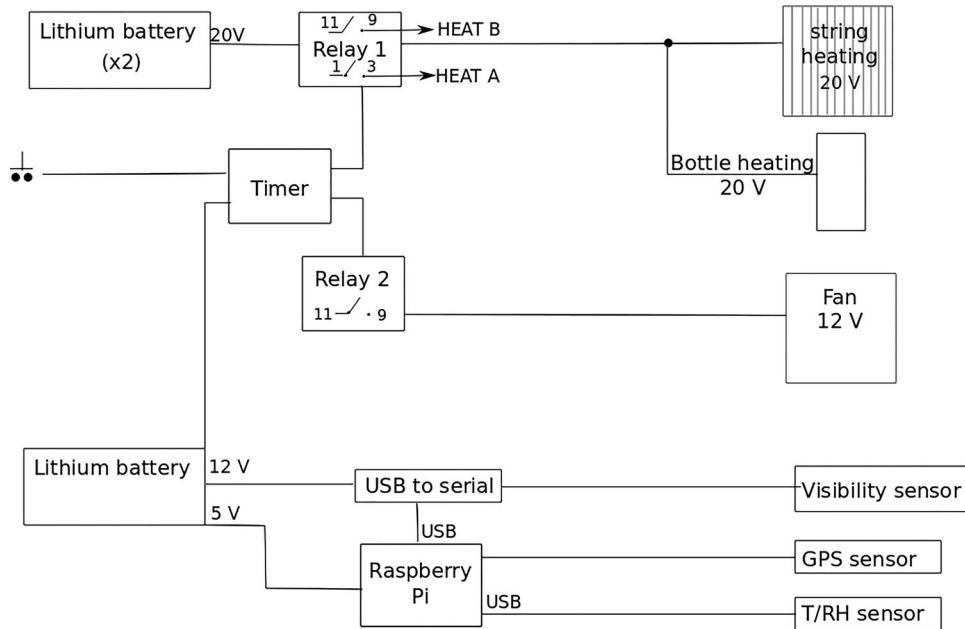 Lithium battery
(x2)
20V
11 9
Relay 1
1 3
HEAT B
HEAT A
string
heating
20 V
Bottle heating
20 V
Timer
Relay 2
11 9
Fan
12 V
Lithium battery
12 V
5 V
USB to serial
USB
Raspberry
Pi
USB
Visibility sensor
GPS sensor
T/RH sensor